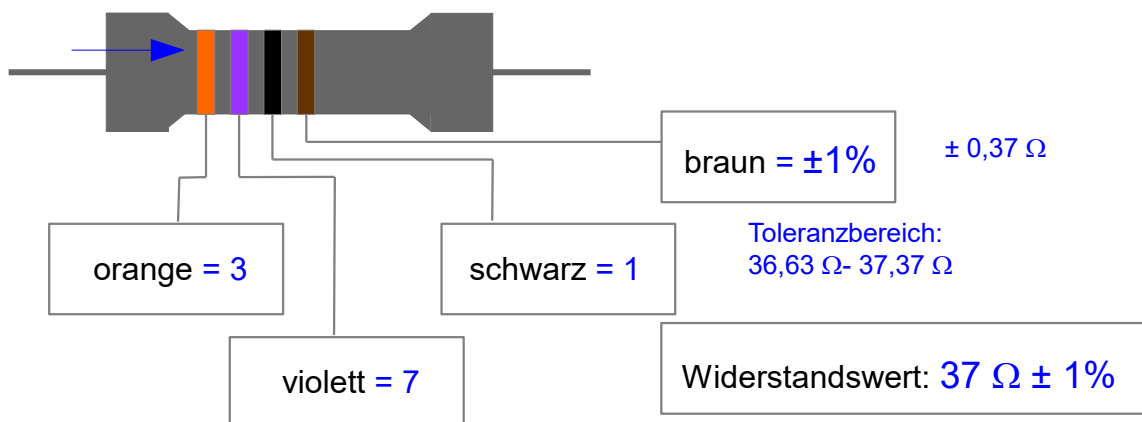 braun = ±1%
± 0,37 Ω
orange = 3
schwarz = 1
Toleranzbereich:
36,63 Ω- 37,37 Ω
violett = 7
Widerstandswert: 37 Ω ± 1%